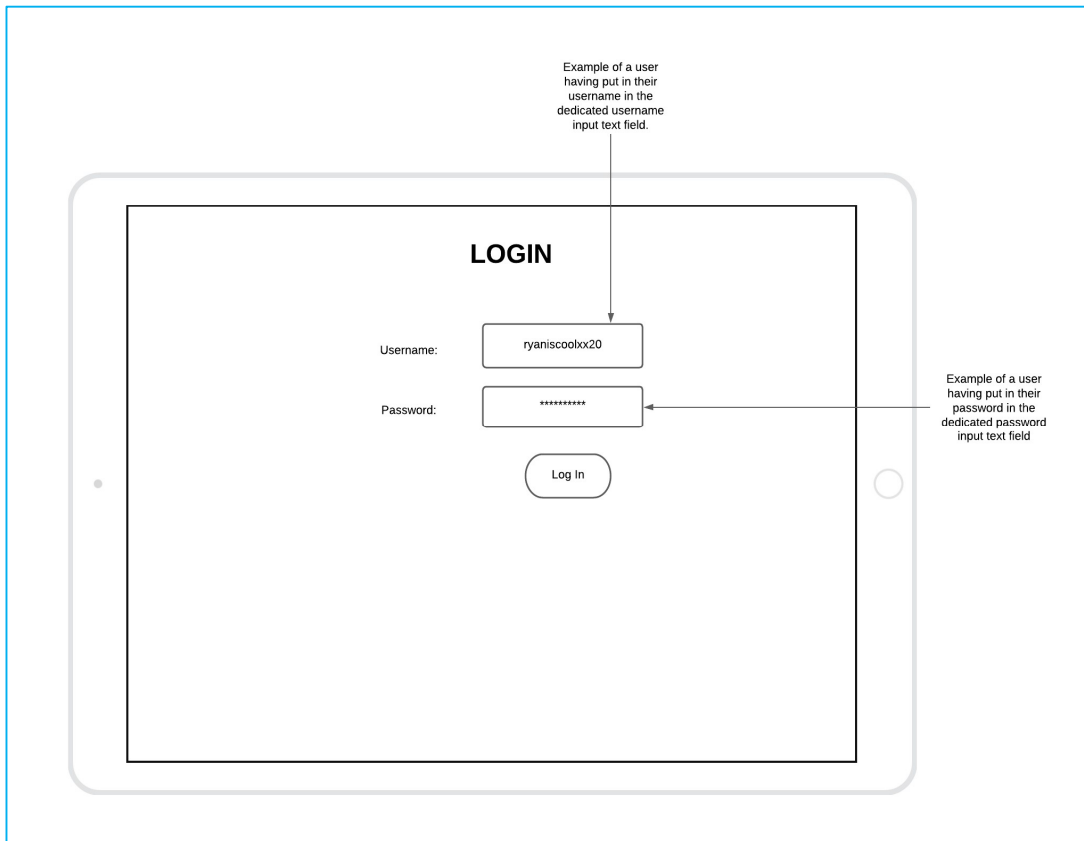 Example of a user
having put in their
username in the
dedicated username
input text field.
LOGIN
Username:
ryaniscoolxx20
Password:
**********
Log In
Example of a user
having put in their
password in the
dedicated password
input text field